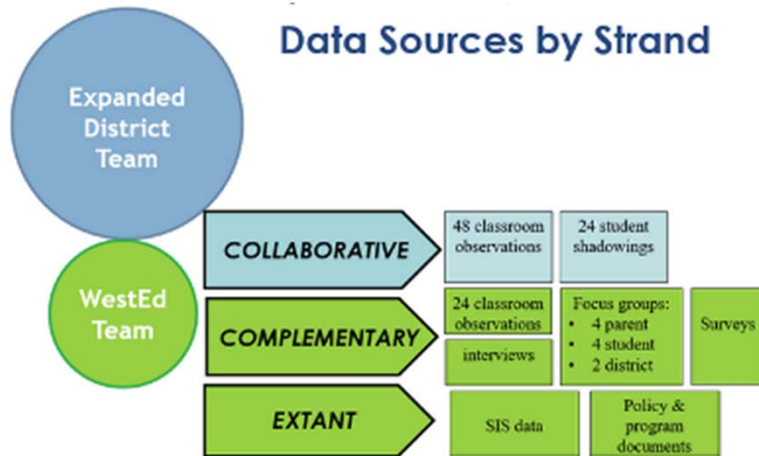 Data Sources by Strand
Expanded
District
Team
WestEd
Team
COLLABORATIVE
48 classroom
observations
24 student
shadowings
COMPLEMENTARY
24 classroom
observations
interviews
Focus groups:
• 4 parent
• 4 student
• 2 district
Surveys
EXTANT
SIS data
Policy &
program
documents